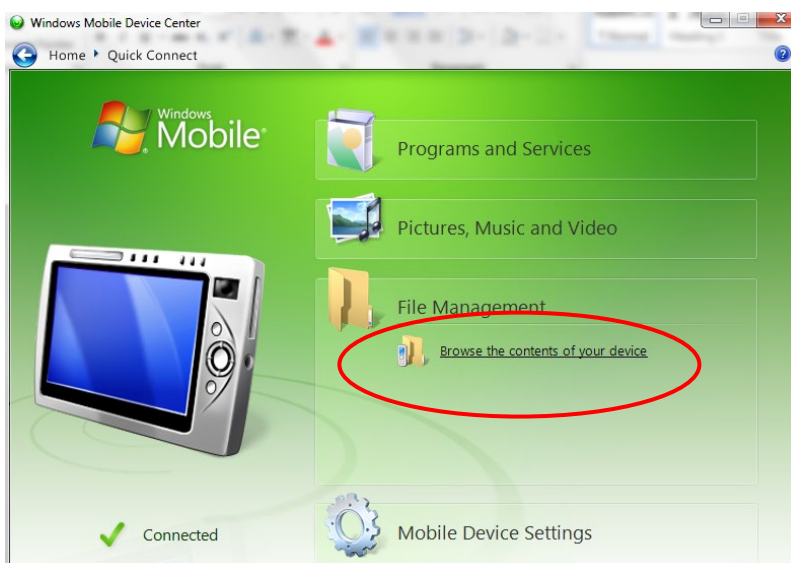 Windows Mobile Device Center
Home Quick Connect
Windows
Mobile
Programs and Services
Pictures, Music and Video
File Management
Browse the contents of your device
Connected
Mobile Device Settings